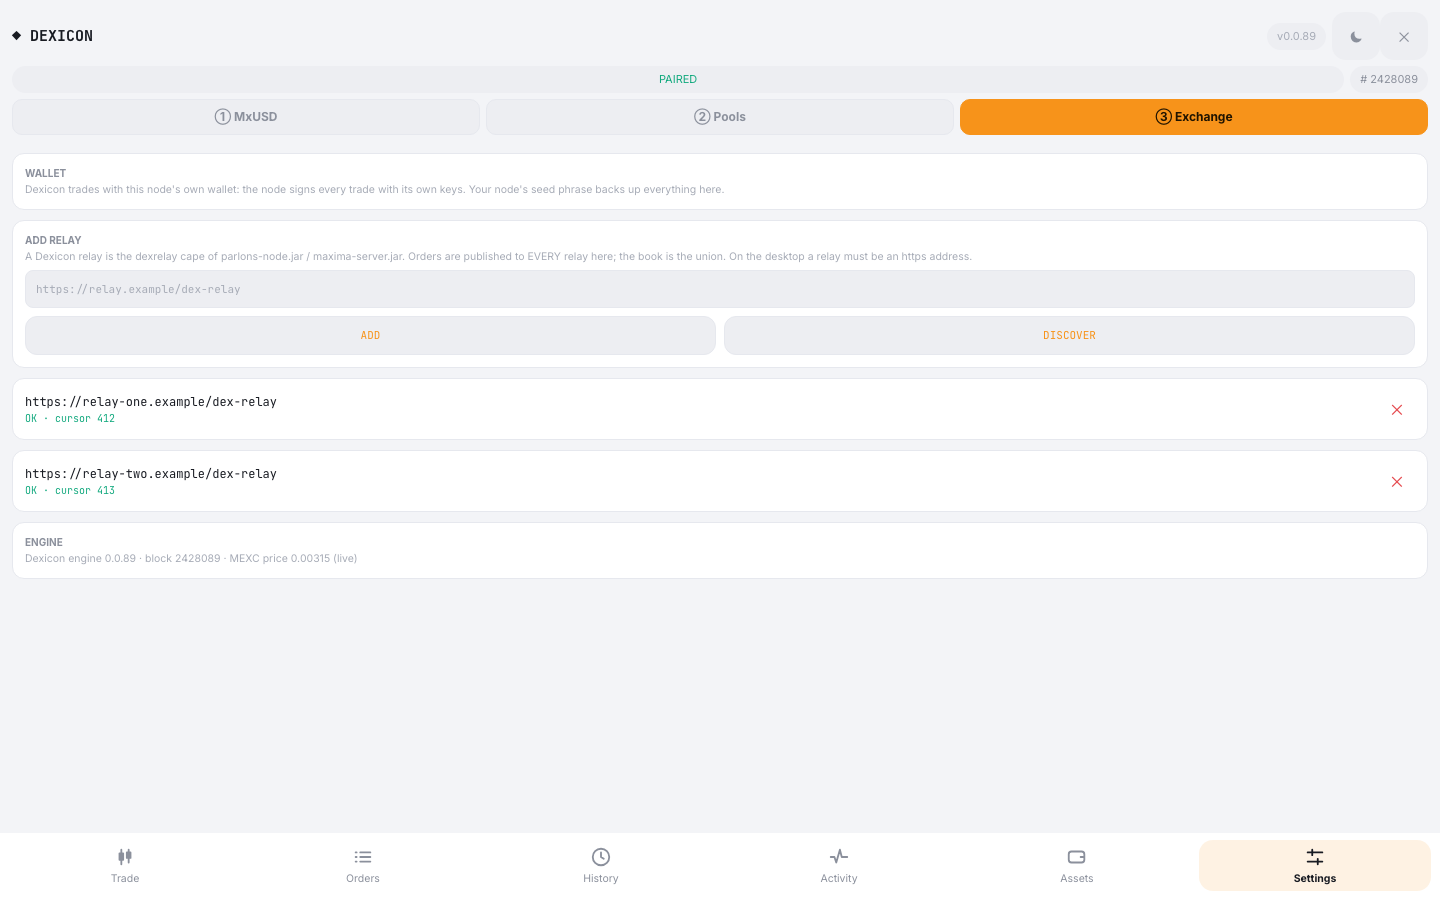 ◆ DEXICON
v0.0.89
PAIRED
# 2428089
① MxUSD
② Pools
③ Exchange
WALLET
Dexicon trades with this node's own wallet: the node signs every trade with its own keys. Your node's seed phrase backs up everything here.
ADD RELAY
A Dexicon relay is the dexrelay cape of parlons-node.jar / maxima-server.jar. Orders are published to EVERY relay here; the book is the union. On the desktop a relay must be an https address.
https://relay.example/dex-relay
ADD
DISCOVER
https://relay-one.example/dex-relay
OK · cursor 412
https://relay-two.example/dex-relay
OK · cursor 413
ENGINE
Dexicon engine 0.0.89 · block 2428089 · MEXC price 0.00315 (live)
Trade
Orders
History
Activity
Assets
Settings